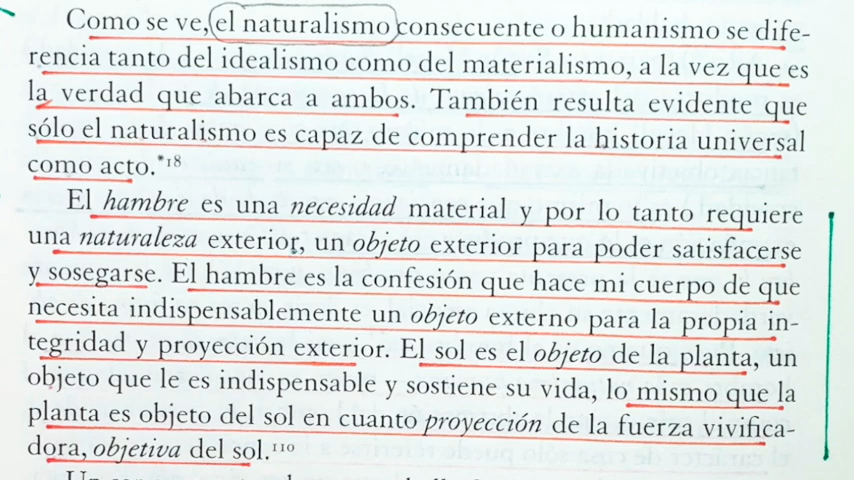 Como se ve, el naturalismo consecuente o humanismo se dife-
rencia tanto del idealismo como del materialismo, a la vez que es
la verdad que abarca a ambos. También resulta evidente que
sólo el naturalismo es capaz de comprender la historia universal
como acto.*18
El hambre es una necesidad material y por lo tanto requiere
una naturaleza exterior, un objeto exterior para poder satisfacerse
y sosegarse. El hambre es la confesión que hace mi cuerpo de que
necesita indispensablemente un objeto externo para la propia in-
tegridad y proyección exterior. El sol es el objeto de la planta, un
objeto que le es indispensable y sostiene su vida, lo mismo que la
planta es objeto del sol en cuanto proyección de la fuerza vivifica-
dora, objetiva del sol.110